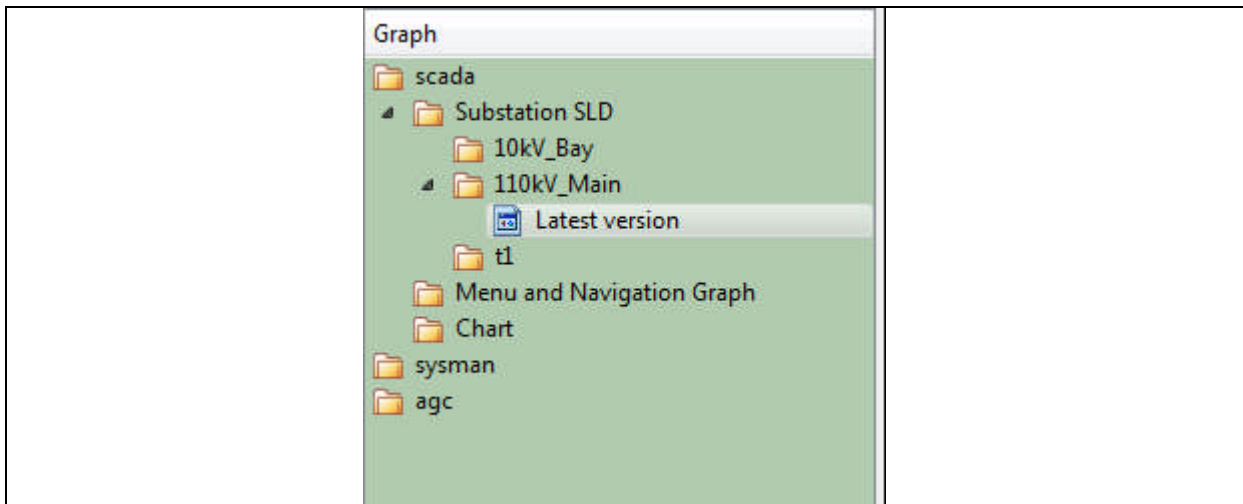 Graph
scada
Substation SLD
10kV_Bay
110kV_Main
Latest version
t1
Menu and Navigation Graph
Chart
sysman
agc